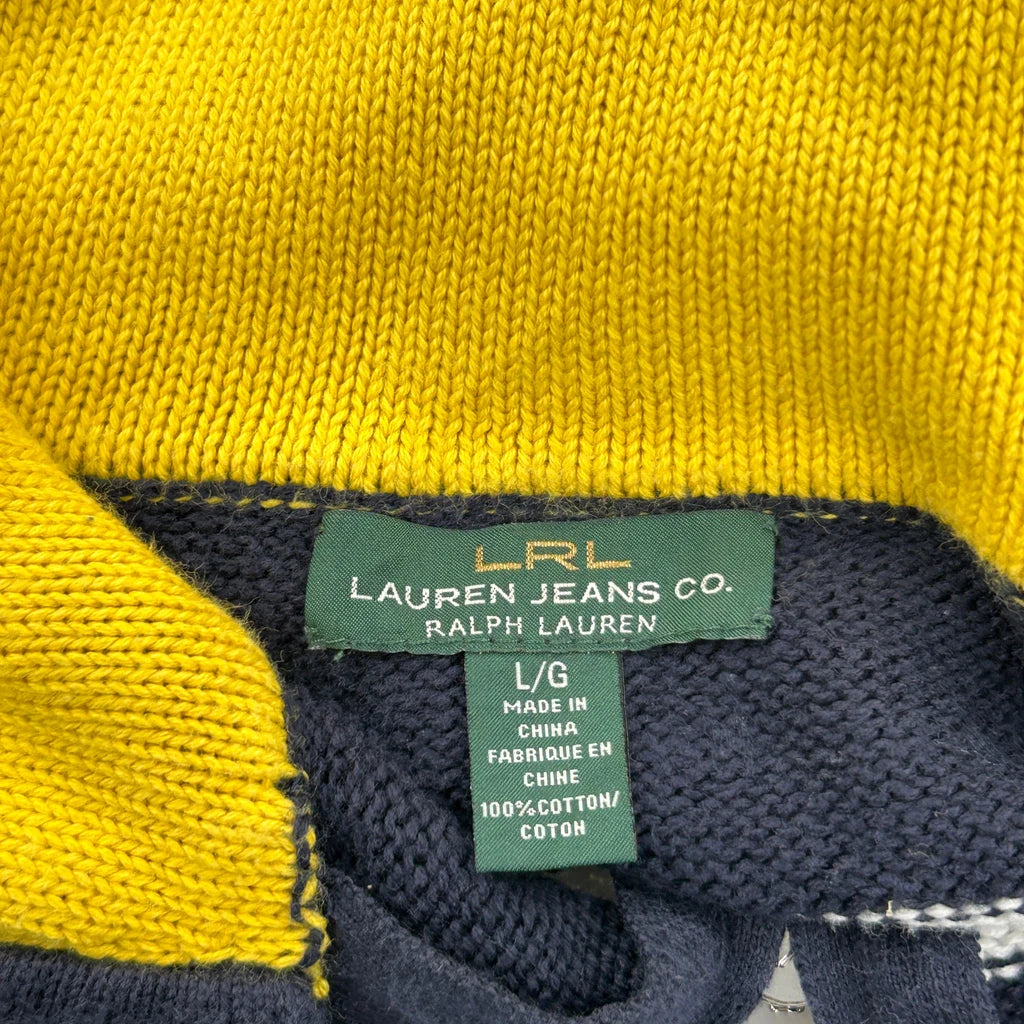 LRL
LAUREN JEANS CO.
RALPH LAUREN
L/G
MADE IN
CHINA
FABRIQUE EN
CHINE
100% COTTON/
COTON